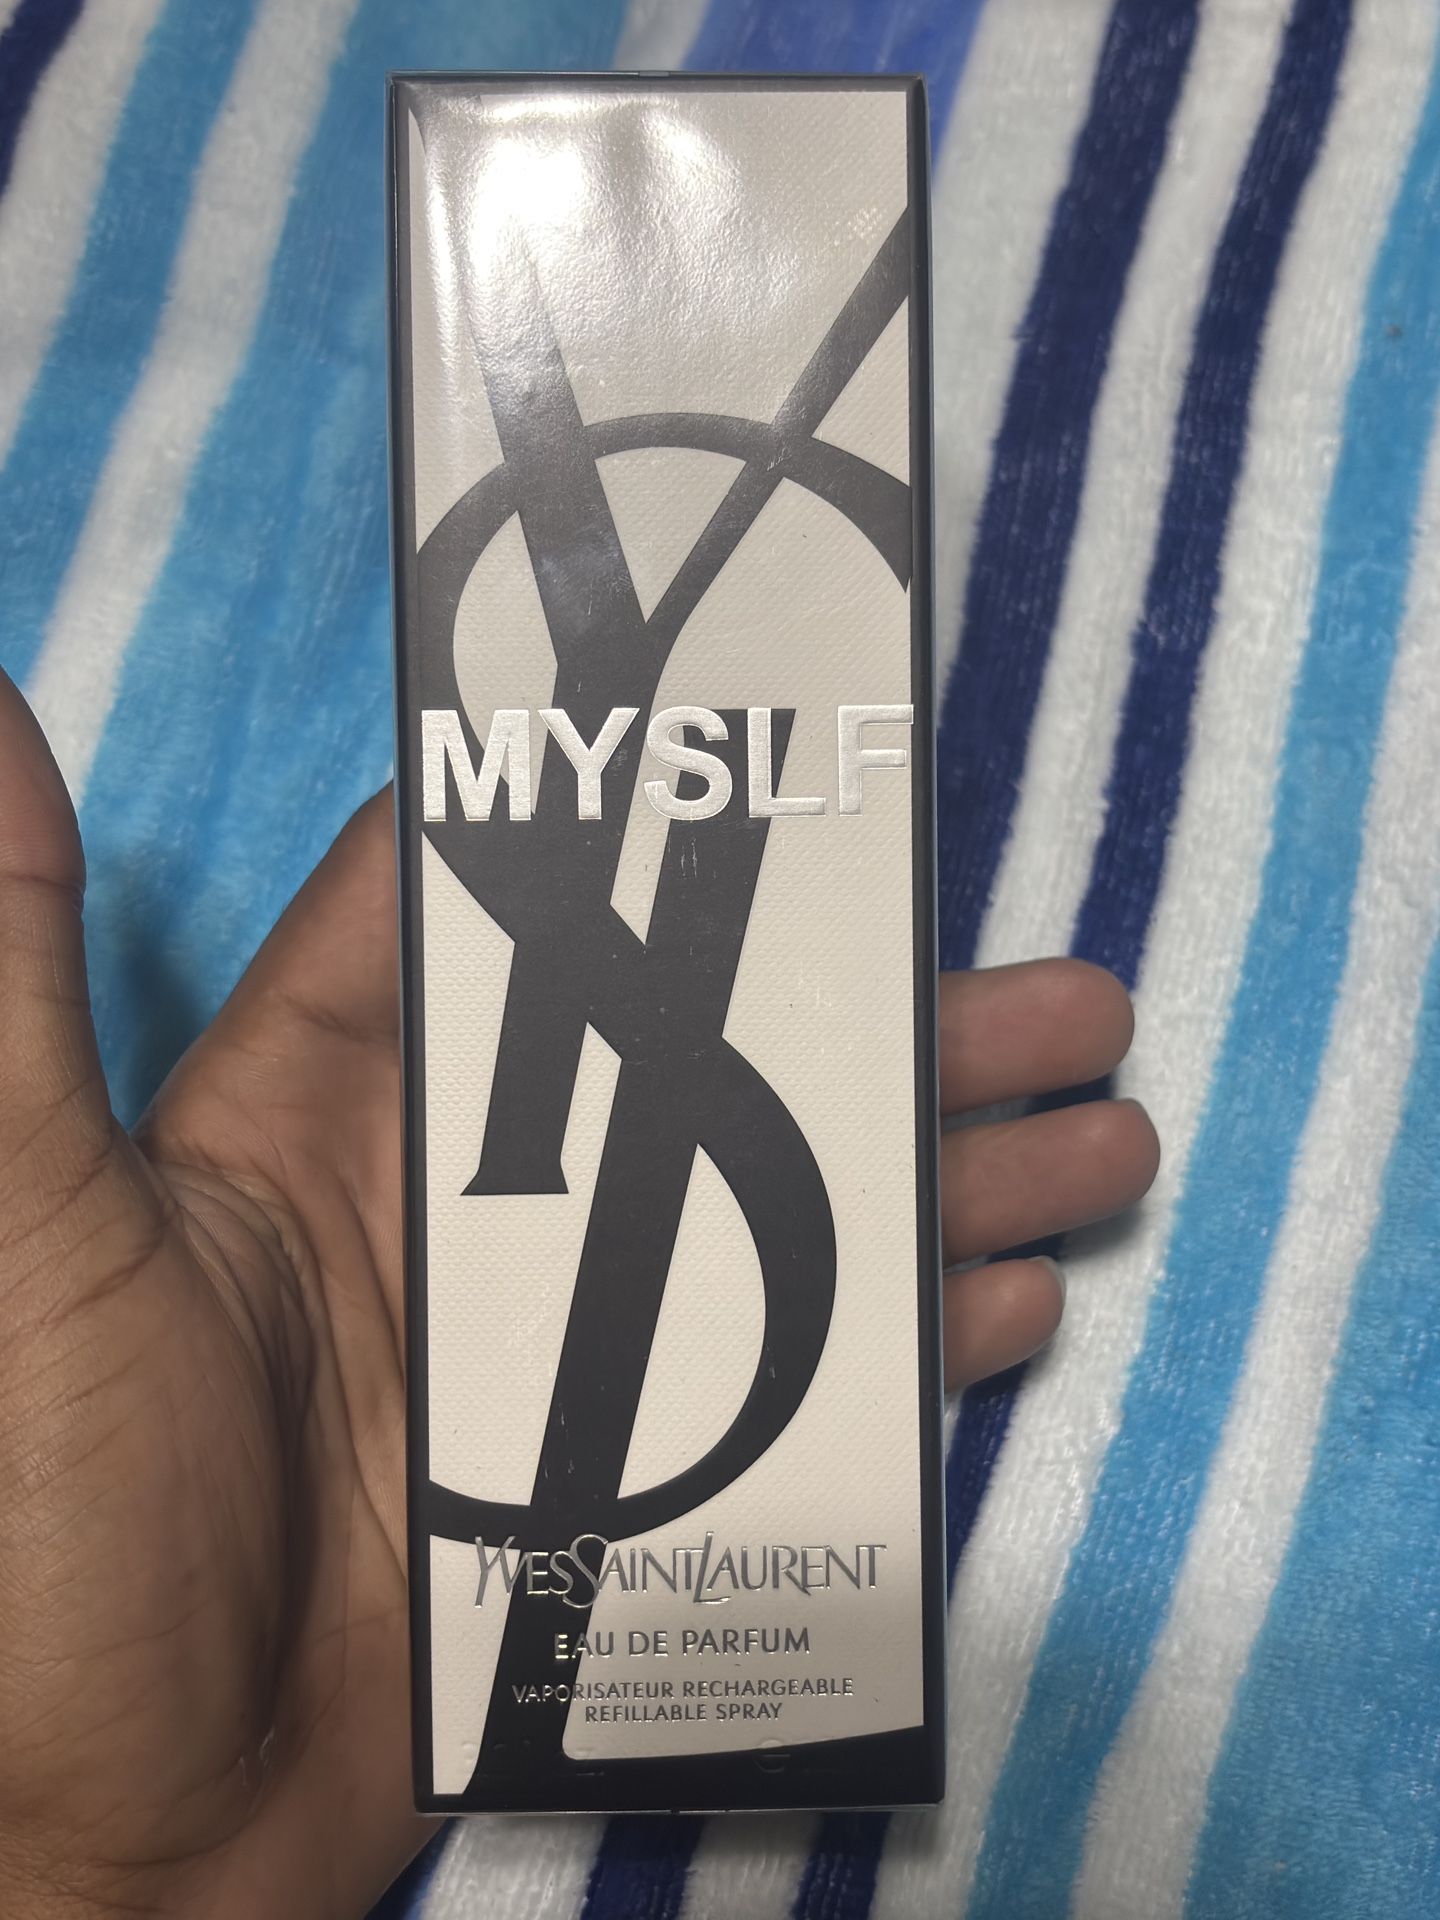 MYSLF
YVESSAINTLAURENT
EAU DE PARFUM
VAPORISATEUR RECHARGEABLE
REFILLABLE SPRAY